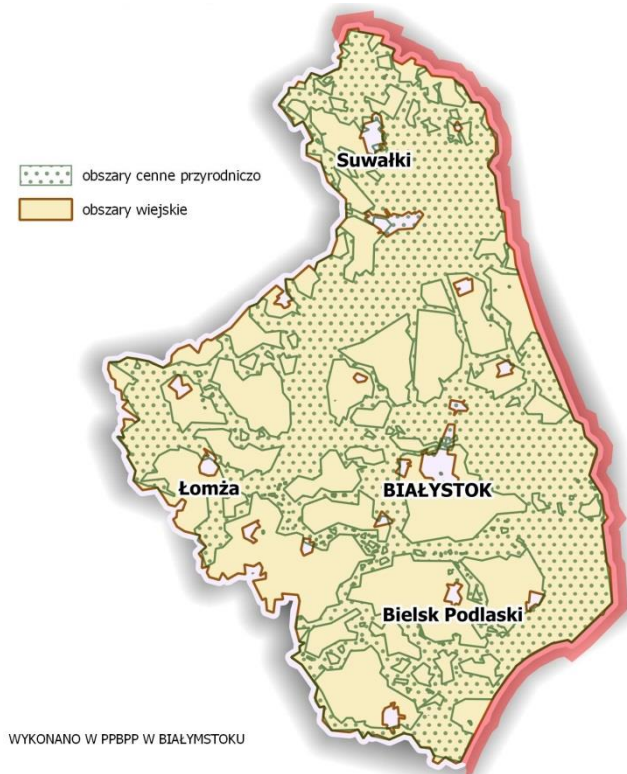 Suwałki
obszary cenne przyrodniczo
obszary wiejskie
Łomża
BIAŁYSTOK
Bielsk Podlaski
WYKONANO W PPBPP W BIAŁYMSTOKU